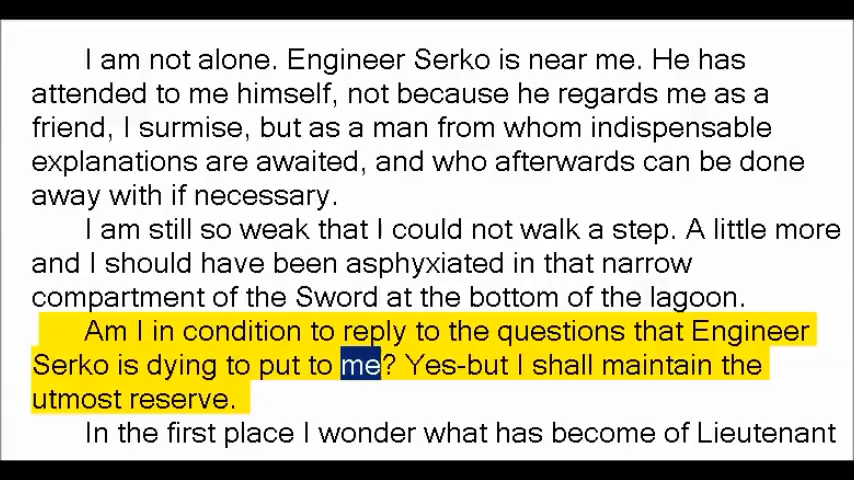 I am not alone. Engineer Serko is near me. He has
attended to me himself, not because he regards me as a
friend, I surmise, but as a man from whom indispensable
explanations are awaited, and who afterwards can be done
away with if necessary.
I am still so weak that I could not walk a step. A little more
and I should have been asphyxiated in that narrow
compartment of the Sword at the bottom of the lagoon.
Am I in condition to reply to the questions that Engineer
Serko is dying to put to me? Yes-but I shall maintain the
utmost reserve.
In the first place I wonder what has become of Lieutenant